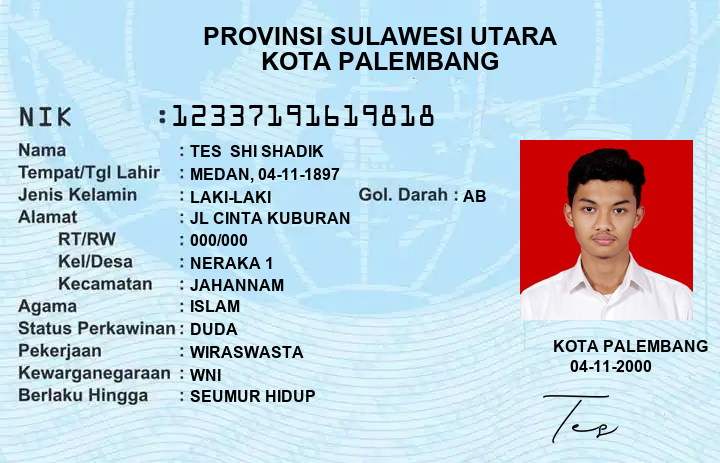 PROVINSI SULAWESI UTARA
KOTA PALEMBANG
NIK :12337191619818
Nama : TES SHI SHADIK
Tempat/Tgl Lahir : MEDAN, 04-11-1897
Jenis Kelamin : LAKI-LAKI Gol. Darah : AB
Alamat : JL CINTA KUBURAN
RT/RW : 000/000
Kel/Desa : NERAKA 1
Kecamatan : JAHANNAM
Agama : ISLAM
Status Perkawinan : DUDA
Pekerjaan : WIRASWASTA
Kewarganegaraan : WNI
Berlaku Hingga : SEUMUR HIDUP
KOTA PALEMBANG
04-11-2000
Tes